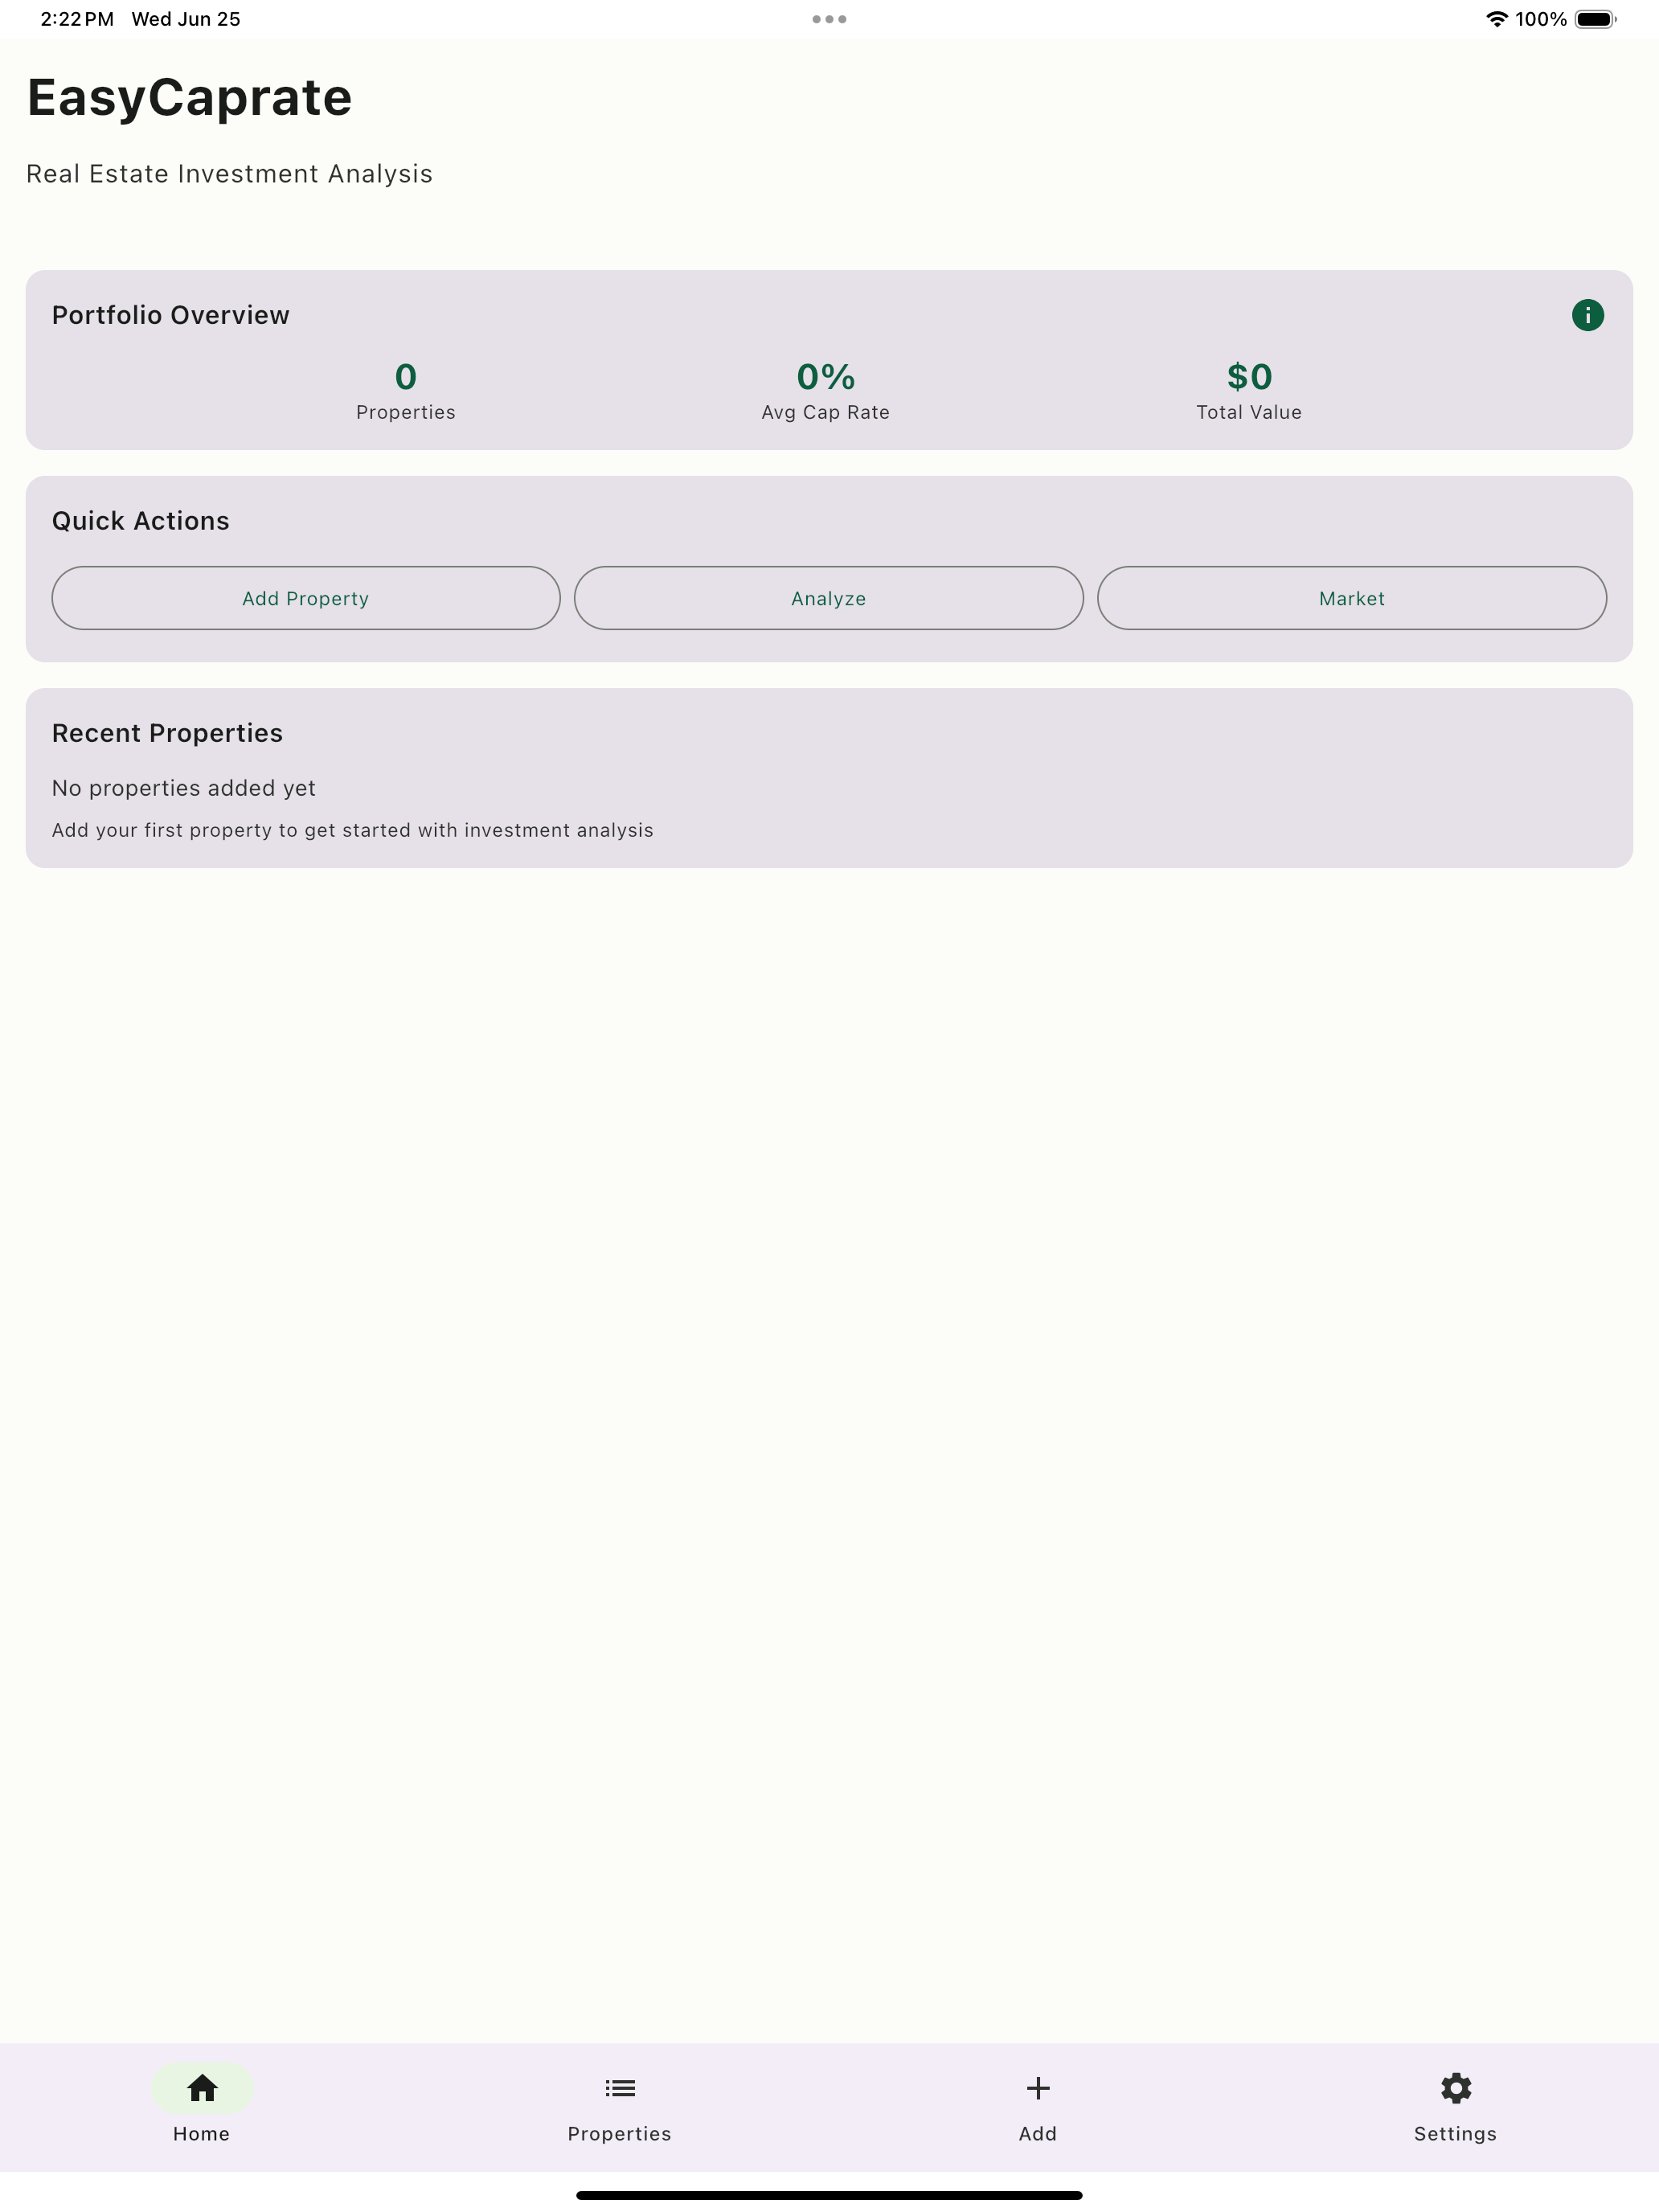 2:22 PM Wed Jun 25 100%
EasyCaprate
Real Estate Investment Analysis
Portfolio Overview
0 0% $0
Properties Avg Cap Rate Total Value
Quick Actions
Add Property Analyze Market
Recent Properties
No properties added yet
Add your first property to get started with investment analysis
Home Properties Add Settings